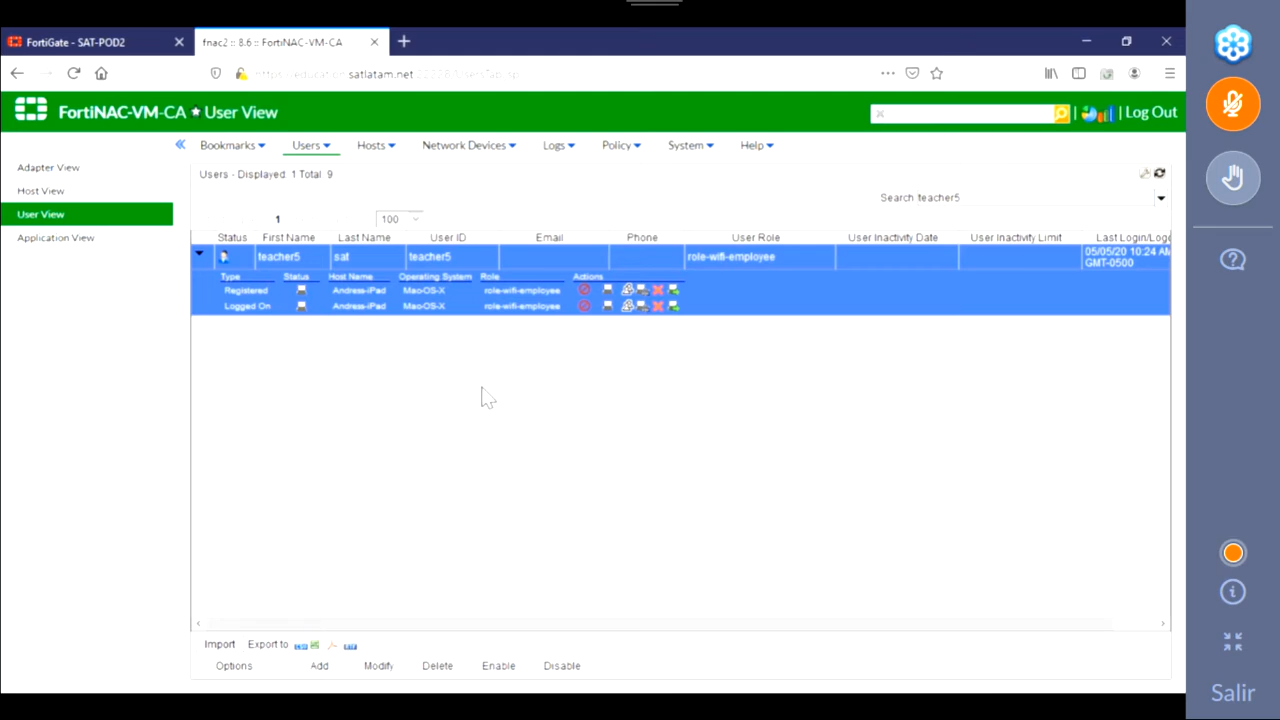 FortiGate - SAT-POD2
fnac2 :: 8.6 :: FortiNAC-VM-CA
https://education.satlatam.net
FortiNAC-VM-CA User View
Log Out
Bookmarks Users Hosts Network Devices Logs Policy System Help
Adapter View
Host View
User View
Application View
Users - Displayed 1 Total 9
Search teacher5
1 100
Status First Name Last Name User ID Email Phone User Role User Inactivity Date User Inactivity Limit Last Login/Logo
teacher5 sat teacher5 role-wifi-employee 05/05/20 10:24 AM
GMT-0500
Type Status Host Name Operating System Role Actions
Registered Andress-iPad Mac-OS-X role-wifi-employee
Logged On Andress-iPad Mac-OS-X role-wifi-employee
Import Export to
Options Add Modify Delete Enable Disable
Salir